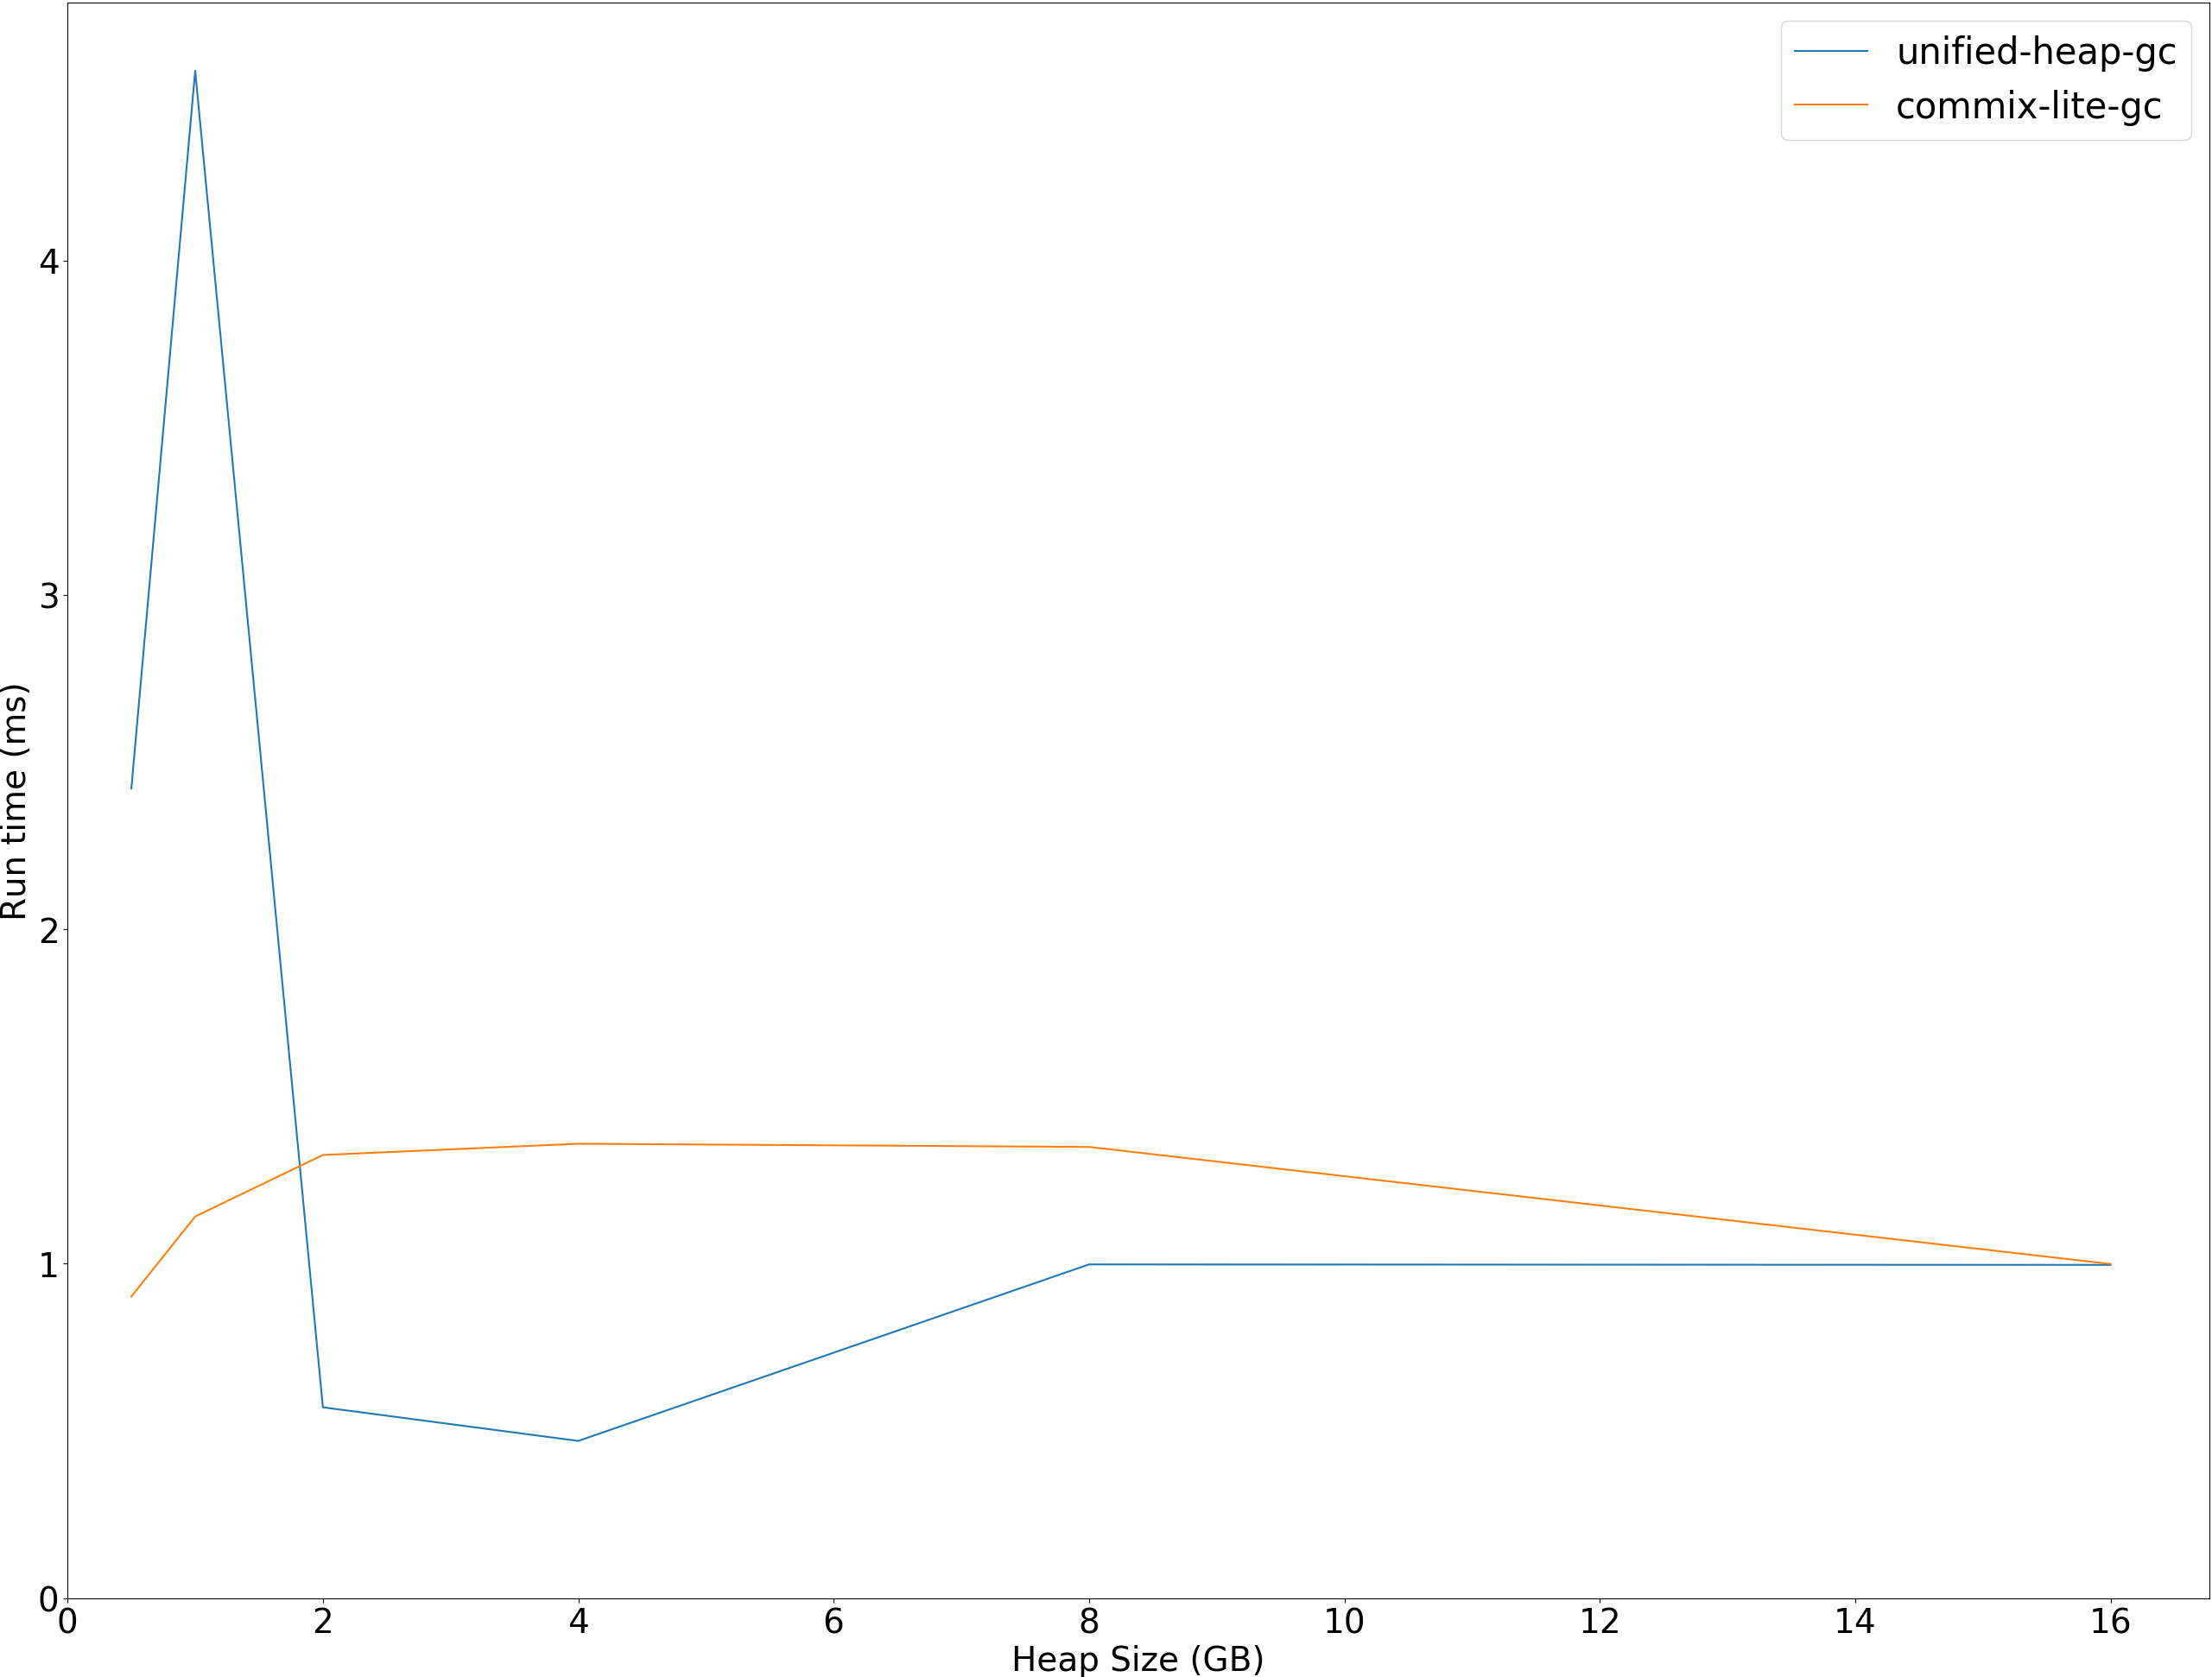 unified-heap-gc
commix-lite-gc
4
3
2
1
0
Run time (ms)
0 2 4 6 8 10 12 14 16
Heap Size (GB)